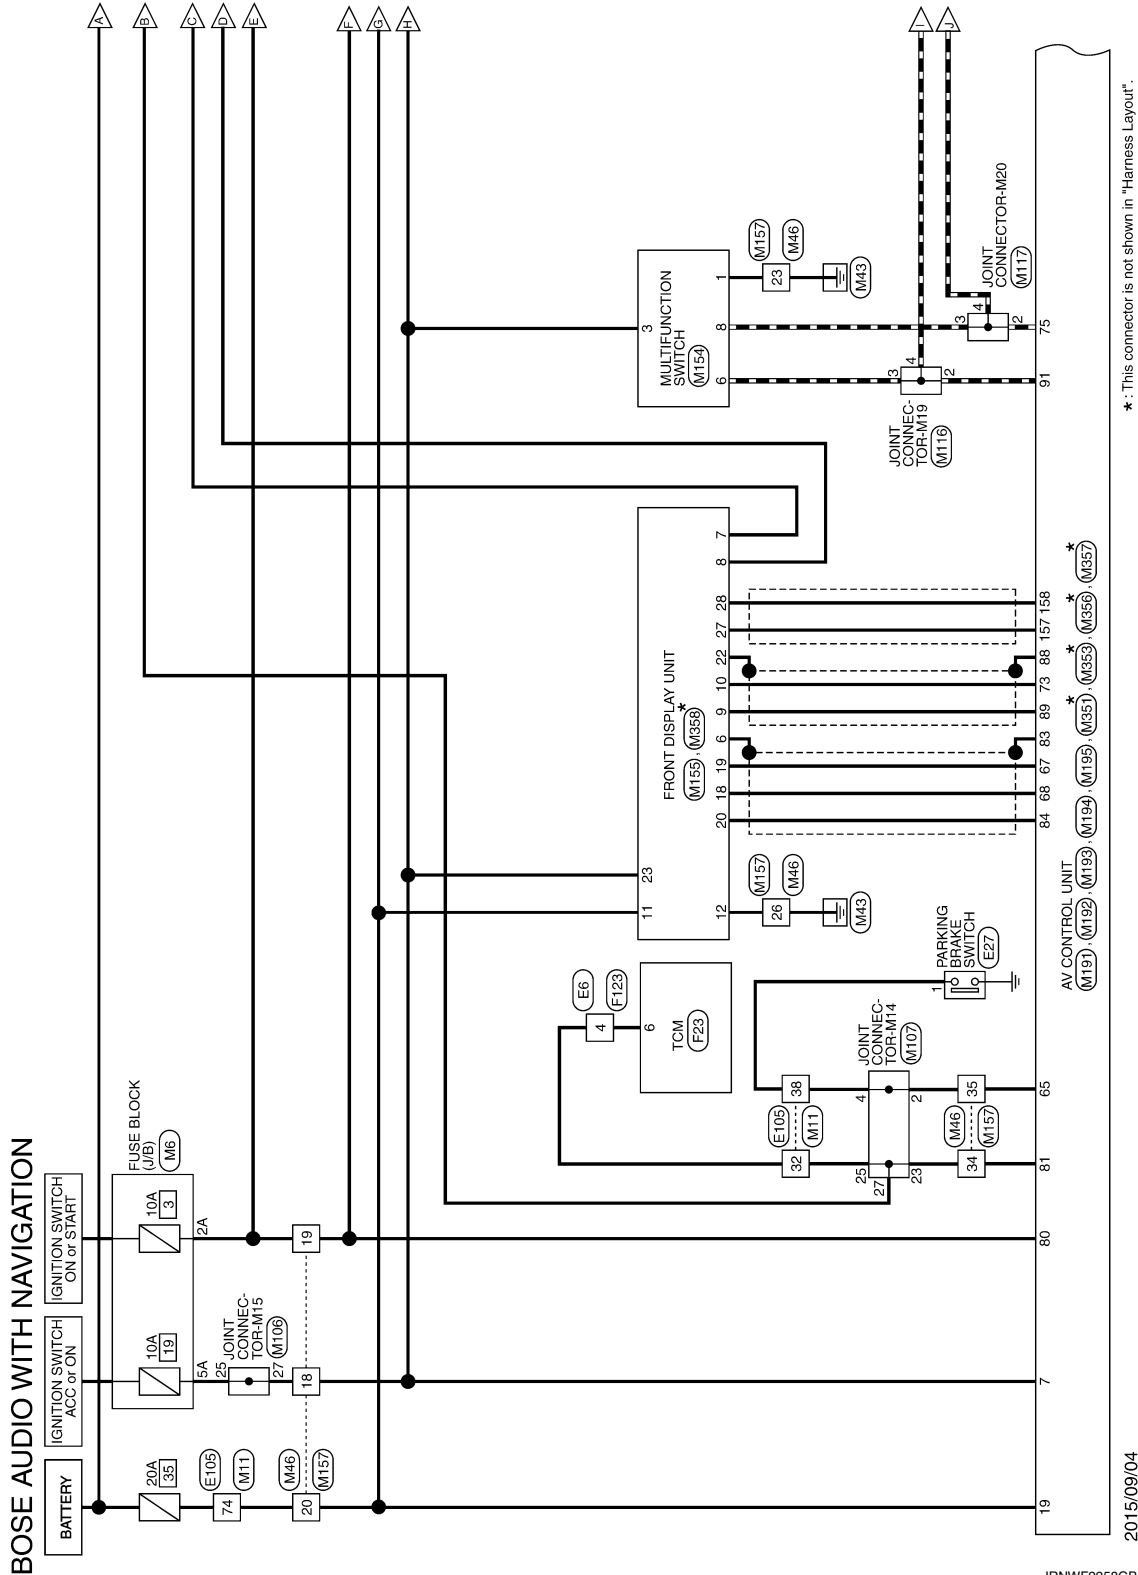 BOSE AUDIO WITH NAVIGATION
BATTERY
IGNITION SWITCH
ACC or ON
IGNITION SWITCH
ON or START
FUSE BLOCK
(J/B)
M6
20A
35
10A
19
10A
3
5A
2A
E105
74
M11
25
JOINT
CONNEC-
TOR-M15
M106
27
M46
20
M157
18
19
A
B
C
D
E
F
G
H
I
J
E6
4
F123
6
TCM
F23
E105
32
38
M11
25
4
27
JOINT
CONNEC-
TOR-M14
M107
23
2
M46
34
35
M157
1
PARKING
BRAKE
SWITCH
E27
11
23
FRONT DISPLAY UNIT
M155 , M358
*
12
20
18
19
6
9
10
22
27
28
8
7
M157
26
M46
M43
3
MULTIFUNCTION
SWITCH
M154
6
8
1
M157
23
M46
M43
3
4
2
JOINT
CONNEC-
TOR-M19
M116
3
4
2
JOINT
CONNECTOR-M20
M117
19
7
80
81
65
84
68
67
83
89
73
88
157
158
91
75
AV CONTROL UNIT
M191 , M192 , M193 , M194 , M195 , M351 * , M353 * , M356 * , M357 *
* : This connector is not shown in "Harness Layout".
2015/09/04